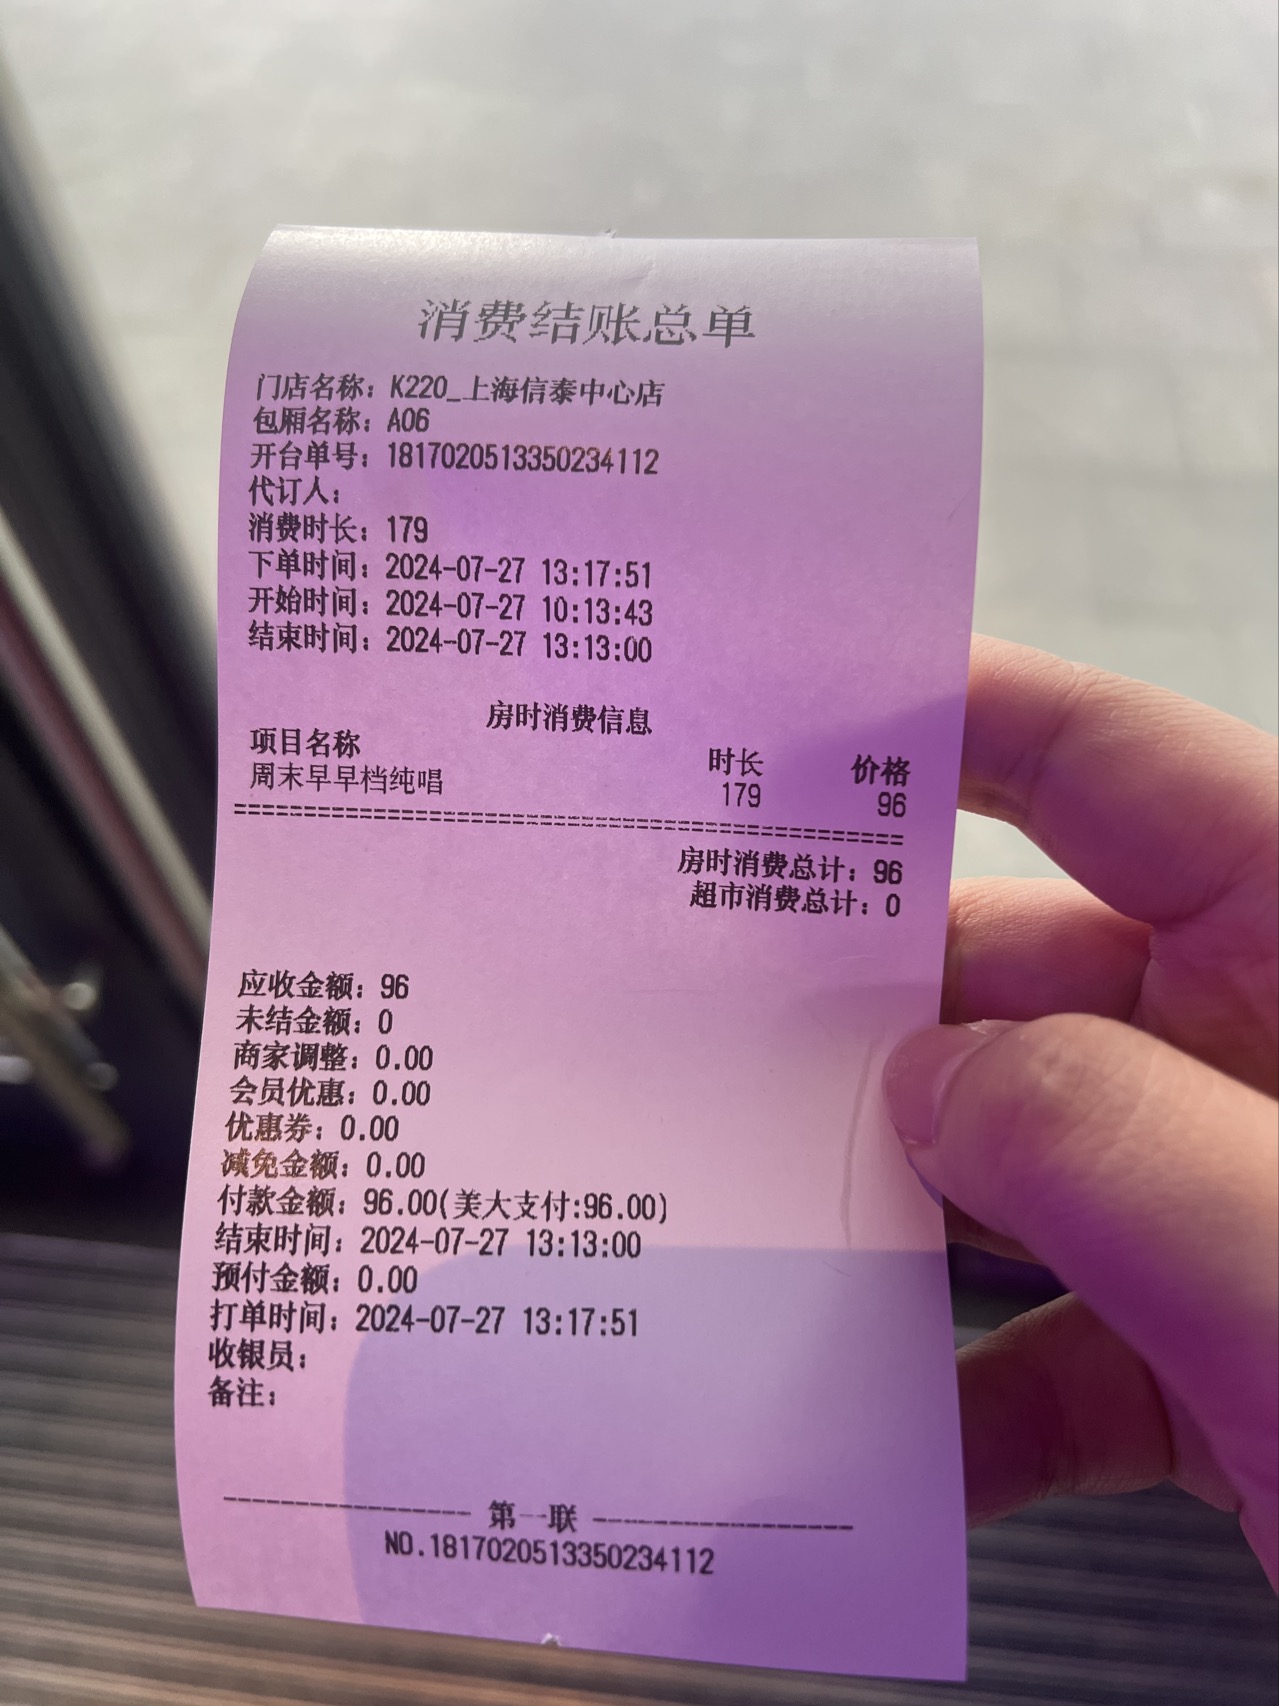 消费结账总单
门店名称：K220_上海信泰中心店
包厢名称：A06
开台单号：1817020513350234112
代订人：
消费时长：179
下单时间：2024-07-27 13:17:51
开始时间：2024-07-27 10:13:43
结束时间：2024-07-27 13:13:00
房时消费信息
项目名称 时长 价格
周末早早档纯唱 179 96
房时消费总计：96
超市消费总计：0
应收金额：96
未结金额：0
商家调整：0.00
会员优惠：0.00
优惠券：0.00
减免金额：0.00
付款金额：96.00(美大支付:96.00)
结束时间：2024-07-27 13:13:00
预付金额：0.00
打单时间：2024-07-27 13:17:51
收银员：
备注：
第一联
NO.1817020513350234112